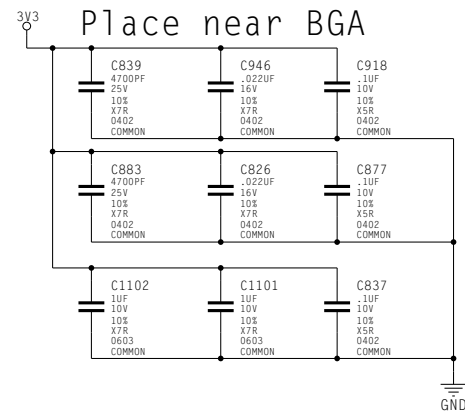 3V3
Place near BGA
C839
4700PF
25V
10%
X7R
0402
COMMON
C946
.022UF
16V
10%
X7R
0402
COMMON
C918
.1UF
10V
10%
X5R
0402
COMMON
C883
4700PF
25V
10%
X7R
0402
COMMON
C826
.022UF
16V
10%
X7R
0402
COMMON
C877
.1UF
10V
10%
X5R
0402
COMMON
C1102
1UF
10V
10%
X7R
0603
COMMON
C1101
1UF
10V
10%
X7R
0603
COMMON
C837
.1UF
10V
10%
X5R
0402
COMMON
GND